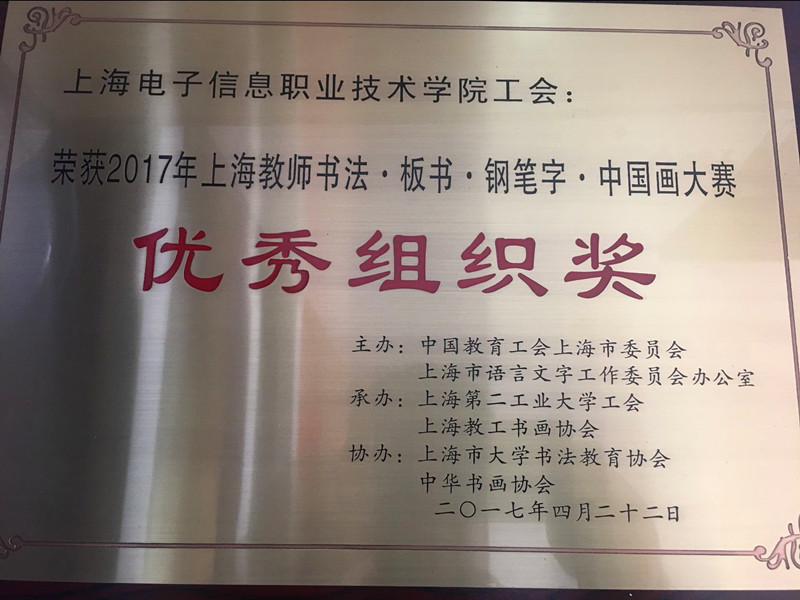 上海电子信息职业技术学院工会：
荣获2017年上海教师书法·板书·钢笔字·中国画大赛
优秀组织奖
主办：中国教育工会上海市委员会
上海市语言文字工作委员会办公室
承办：上海第二工业大学工会
上海教工书画协会
协办：上海市大学书法教育协会
中华书画协会
二〇一七年四月二十二日